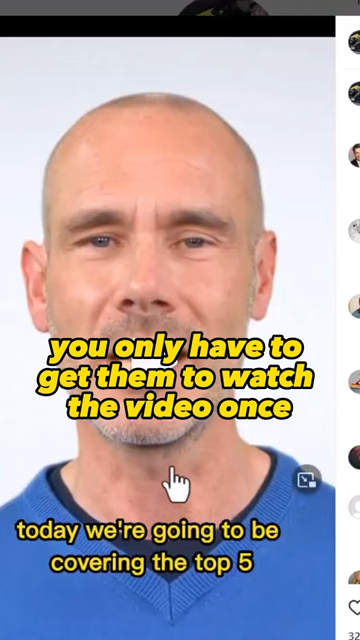 you only have to
get them to watch
the video once
today we're going to be
covering the top 5